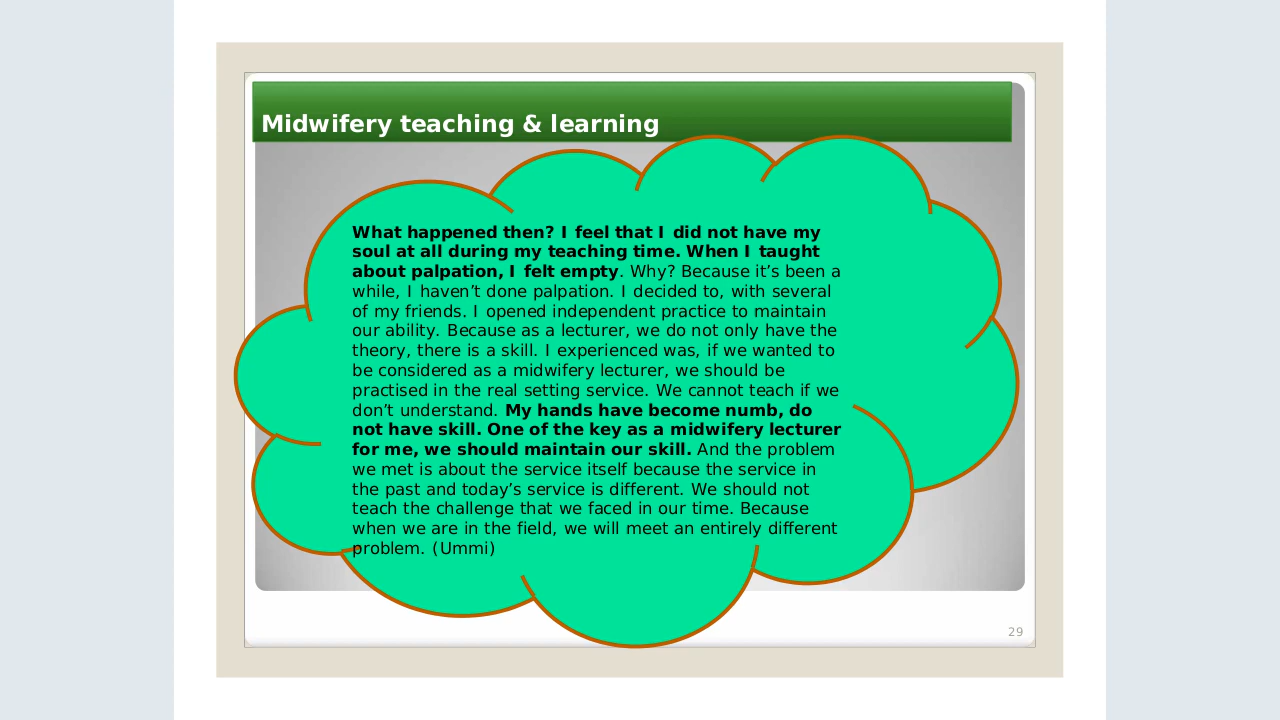 Midwifery teaching & learning
What happened then? I feel that I did not have my
soul at all during my teaching time. When I taught
about palpation, I felt empty. Why? Because it’s been a
while, I haven’t done palpation. I decided to, with several
of my friends. I opened independent practice to maintain
our ability. Because as a lecturer, we do not only have the
theory, there is a skill. I experienced was, if we wanted to
be considered as a midwifery lecturer, we should be
practised in the real setting service. We cannot teach if we
don’t understand. My hands have become numb, do
not have skill. One of the key as a midwifery lecturer
for me, we should maintain our skill. And the problem
we met is about the service itself because the service in
the past and today’s service is different. We should not
teach the challenge that we faced in our time. Because
when we are in the field, we will meet an entirely different
problem. (Ummi)
29